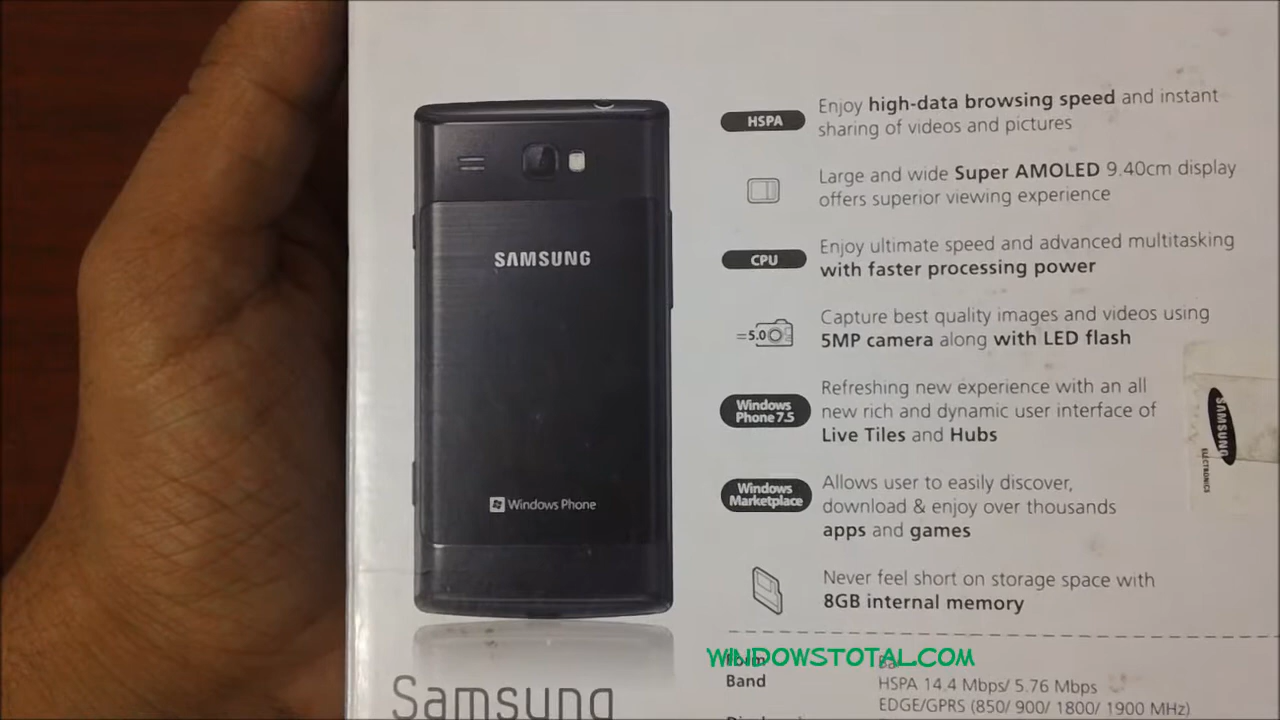 HSPA
Enjoy high-data browsing speed and instant
sharing of videos and pictures
Large and wide Super AMOLED 9.40cm display
offers superior viewing experience
CPU
Enjoy ultimate speed and advanced multitasking
with faster processing power
=5.0
Capture best quality images and videos using
5MP camera along with LED flash
Windows
Phone 7.5
Refreshing new experience with an all
new rich and dynamic user interface of
Live Tiles and Hubs
Windows
Marketplace
Allows user to easily discover,
download & enjoy over thousands
apps and games
Never feel short on storage space with
8GB internal memory
SAMSUNG
Windows Phone
SAMSUNG
ELECTRONICS
Samsung
WINDOWSTOTAL.COM
Form Bar
Band HSPA 14.4 Mbps/ 5.76 Mbps
EDGE/GPRS (850/ 900/ 1800/ 1900 MHz)